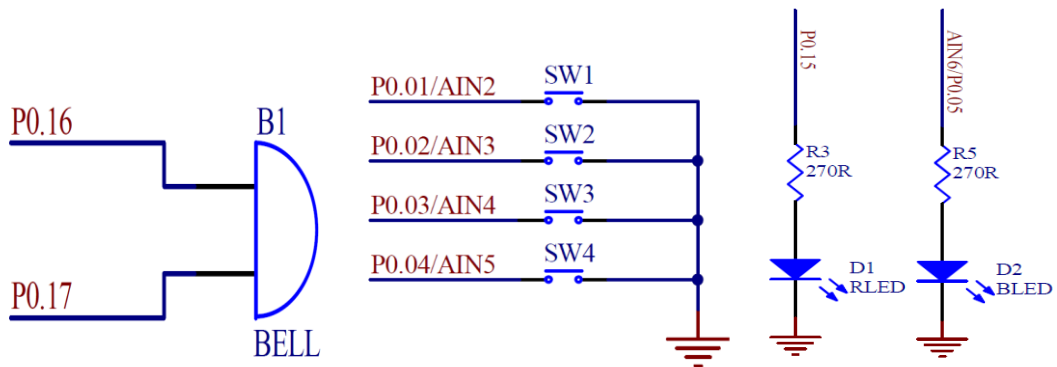 P0.16
B1
P0.17
BELL
P0.01/AIN2
SW1
P0.02/AIN3
SW2
P0.03/AIN4
SW3
P0.04/AIN5
SW4
P0.15
R3
270R
D1
RLED
AIN6/P0.05
R5
270R
D2
BLED